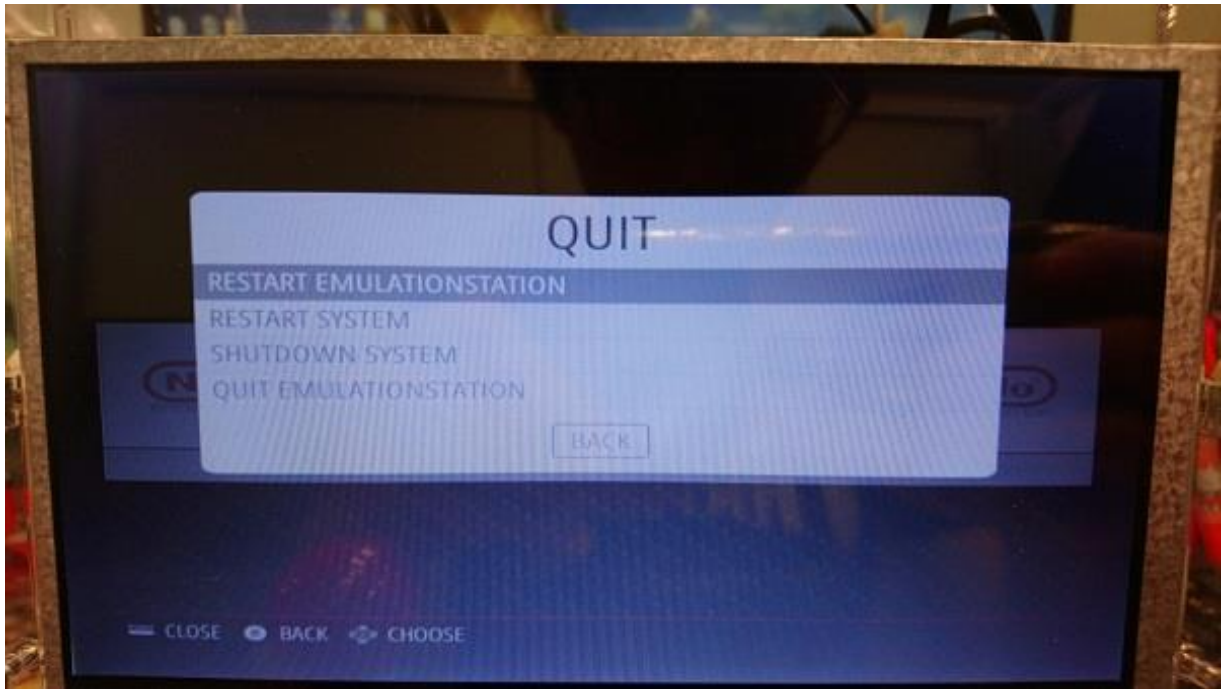 QUIT
RESTART EMULATIONSTATION
RESTART SYSTEM
SHUTDOWN SYSTEM
QUIT EMULATIONSTATION
BACK
CLOSE BACK CHOOSE